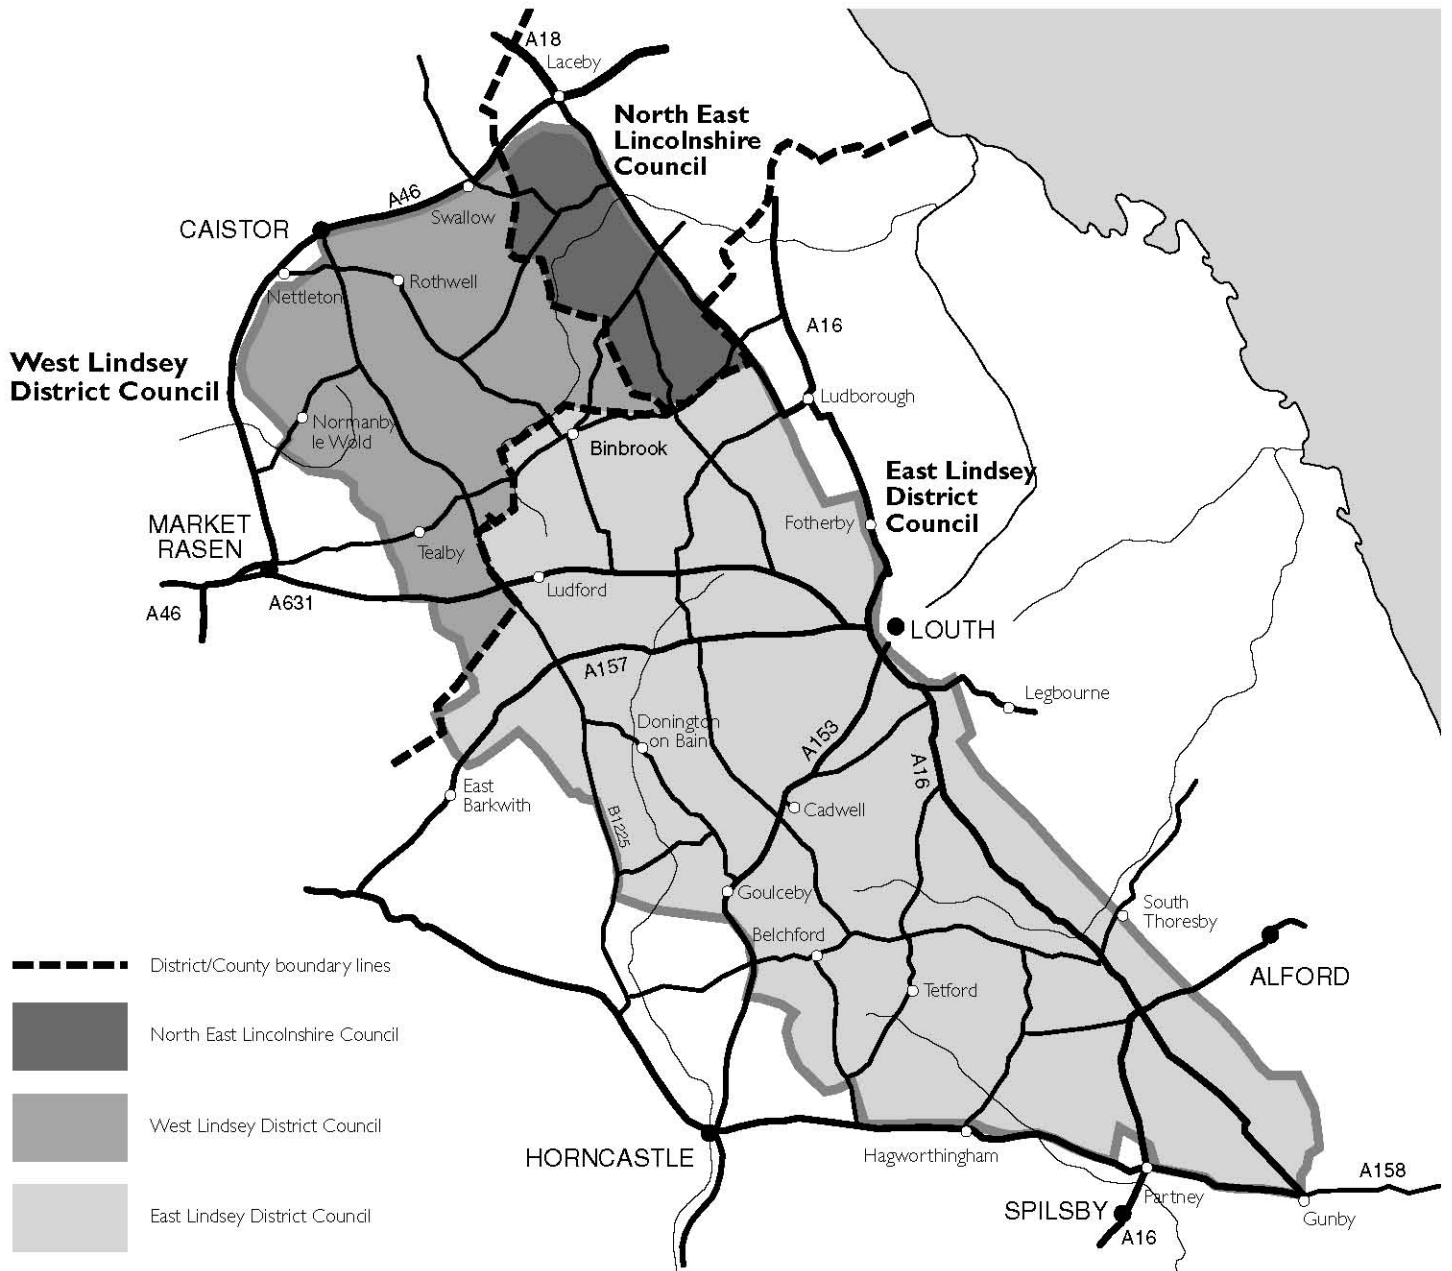 A18
Laceby
North East
Lincolnshire
Council
A46
Swallow
CAISTOR
Rothwell
Nettleton
A16
West Lindsey
District Council
Ludborough
Normanby
le Wold
Binbrook
East Lindsey
District
Council
MARKET
RASEN
Fotherby
Tealby
Ludford
A46
A631
LOUTH
A157
Legbourne
Donington
on Bain
A153
A16
East
Barkwith
Cadwell
B1225
Goulceby
South
Thoresby
Belchford
District/County boundary lines
ALFORD
Tetford
North East Lincolnshire Council
West Lindsey District Council
HORNCASTLE
Hagworthingham
A158
Partney
SPILSBY
East Lindsey District Council
Gunby
A16